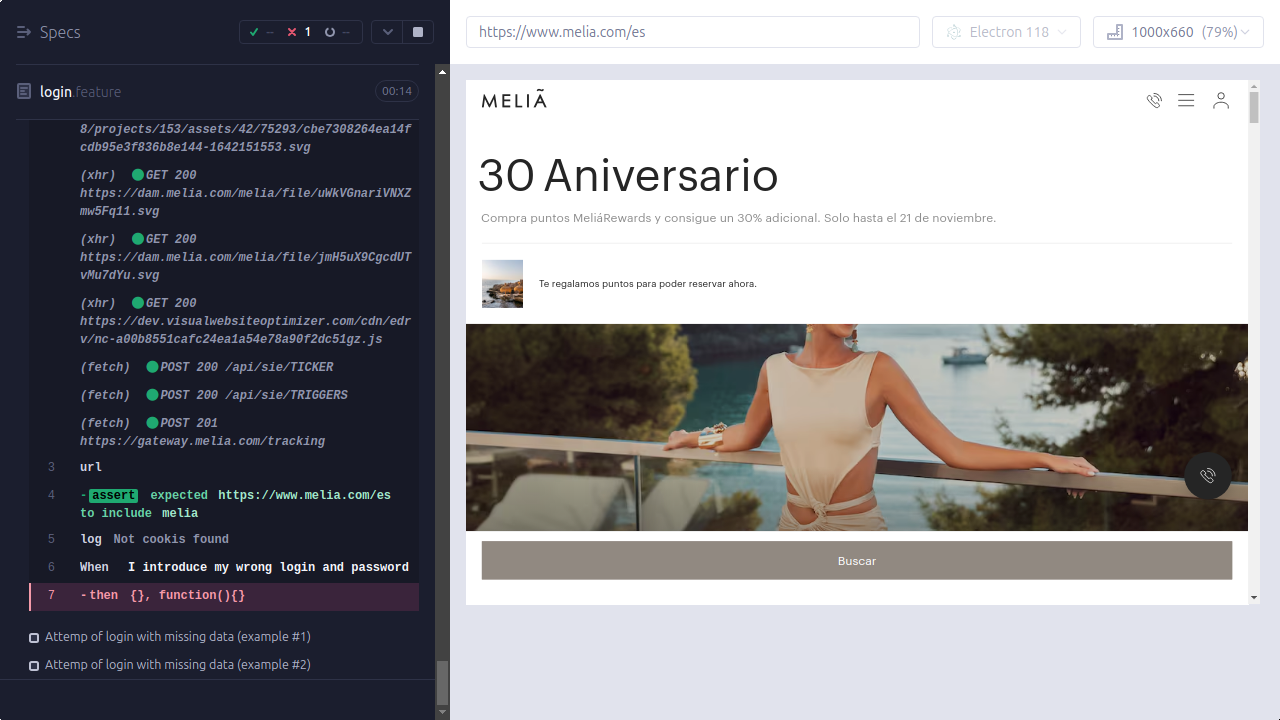 Specs
-- 1 --
login.feature
00:14
8/projects/153/assets/42/75293/cbe7308264ea14f
cdb95e3f836b8e144-1642151553.svg
(xhr) GET 200
https://dam.melia.com/melia/file/uWkVGnariVNXZ
mw5Fq11.svg
(xhr) GET 200
https://dam.melia.com/melia/file/jmH5uX9CgcdUT
vMu7dYu.svg
(xhr) GET 200
https://dev.visualwebsiteoptimizer.com/cdn/edr
v/nc-a00b8551cafc24ea1a54e78a90f2dc51gz.js
(fetch) POST 200 /api/sie/TICKER
(fetch) POST 200 /api/sie/TRIGGERS
(fetch) POST 201
https://gateway.melia.com/tracking
3 url
4 -assert expected https://www.melia.com/es
to include melia
5 log Not cookis found
6 When I introduce my wrong login and password
7 -then {}, function(){}
Attemp of login with missing data (example #1)
Attemp of login with missing data (example #2)
https://www.melia.com/es
Electron 118
1000x660 (79%)
MELIÃ
30 Aniversario
Compra puntos MeliáRewards y consigue un 30% adicional. Solo hasta el 21 de noviembre.
Te regalamos puntos para poder reservar ahora.
Buscar